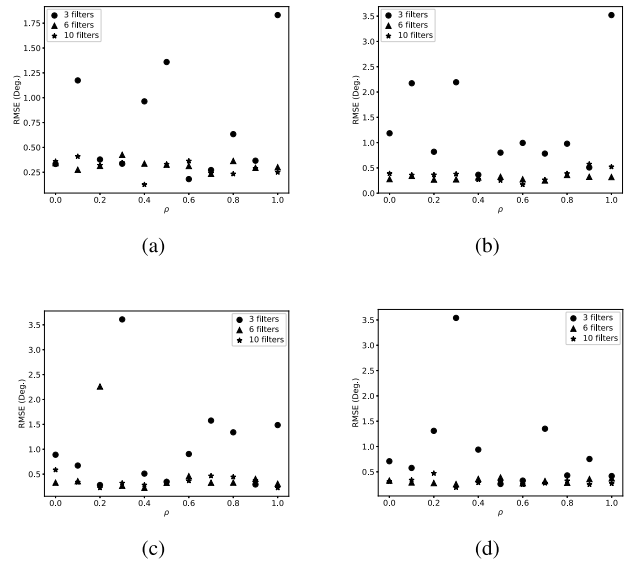 3 filters
6 filters
10 filters
RMSE (Deg.)
1.75
1.50
1.25
1.00
0.75
0.50
0.25
0.0 0.2 0.4 0.6 0.8 1.0
ρ
(a)
3 filters
6 filters
10 filters
RMSE (Deg.)
3.5
3.0
2.5
2.0
1.5
1.0
0.5
0.0
0.0 0.2 0.4 0.6 0.8 1.0
ρ
(b)
3 filters
6 filters
10 filters
RMSE (Deg.)
3.5
3.0
2.5
2.0
1.5
1.0
0.5
0.0 0.2 0.4 0.6 0.8 1.0
ρ
(c)
3 filters
6 filters
10 filters
RMSE (Deg.)
3.5
3.0
2.5
2.0
1.5
1.0
0.5
0.0 0.2 0.4 0.6 0.8 1.0
ρ
(d)